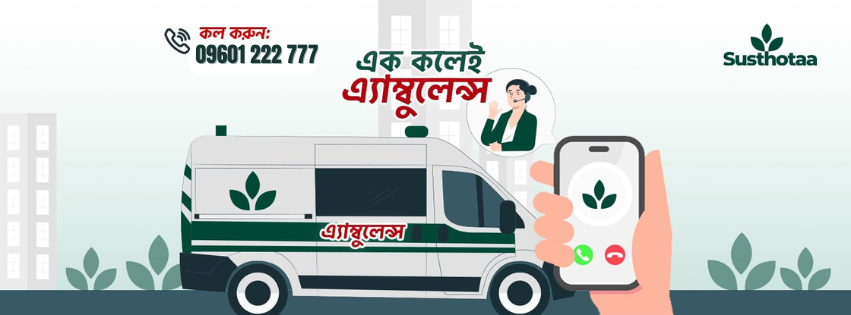 কল করুন:
09601 222 777
এক কলেই
এ্যাম্বুলেন্স
Susthotaa
এ্যাম্বুলেন্স